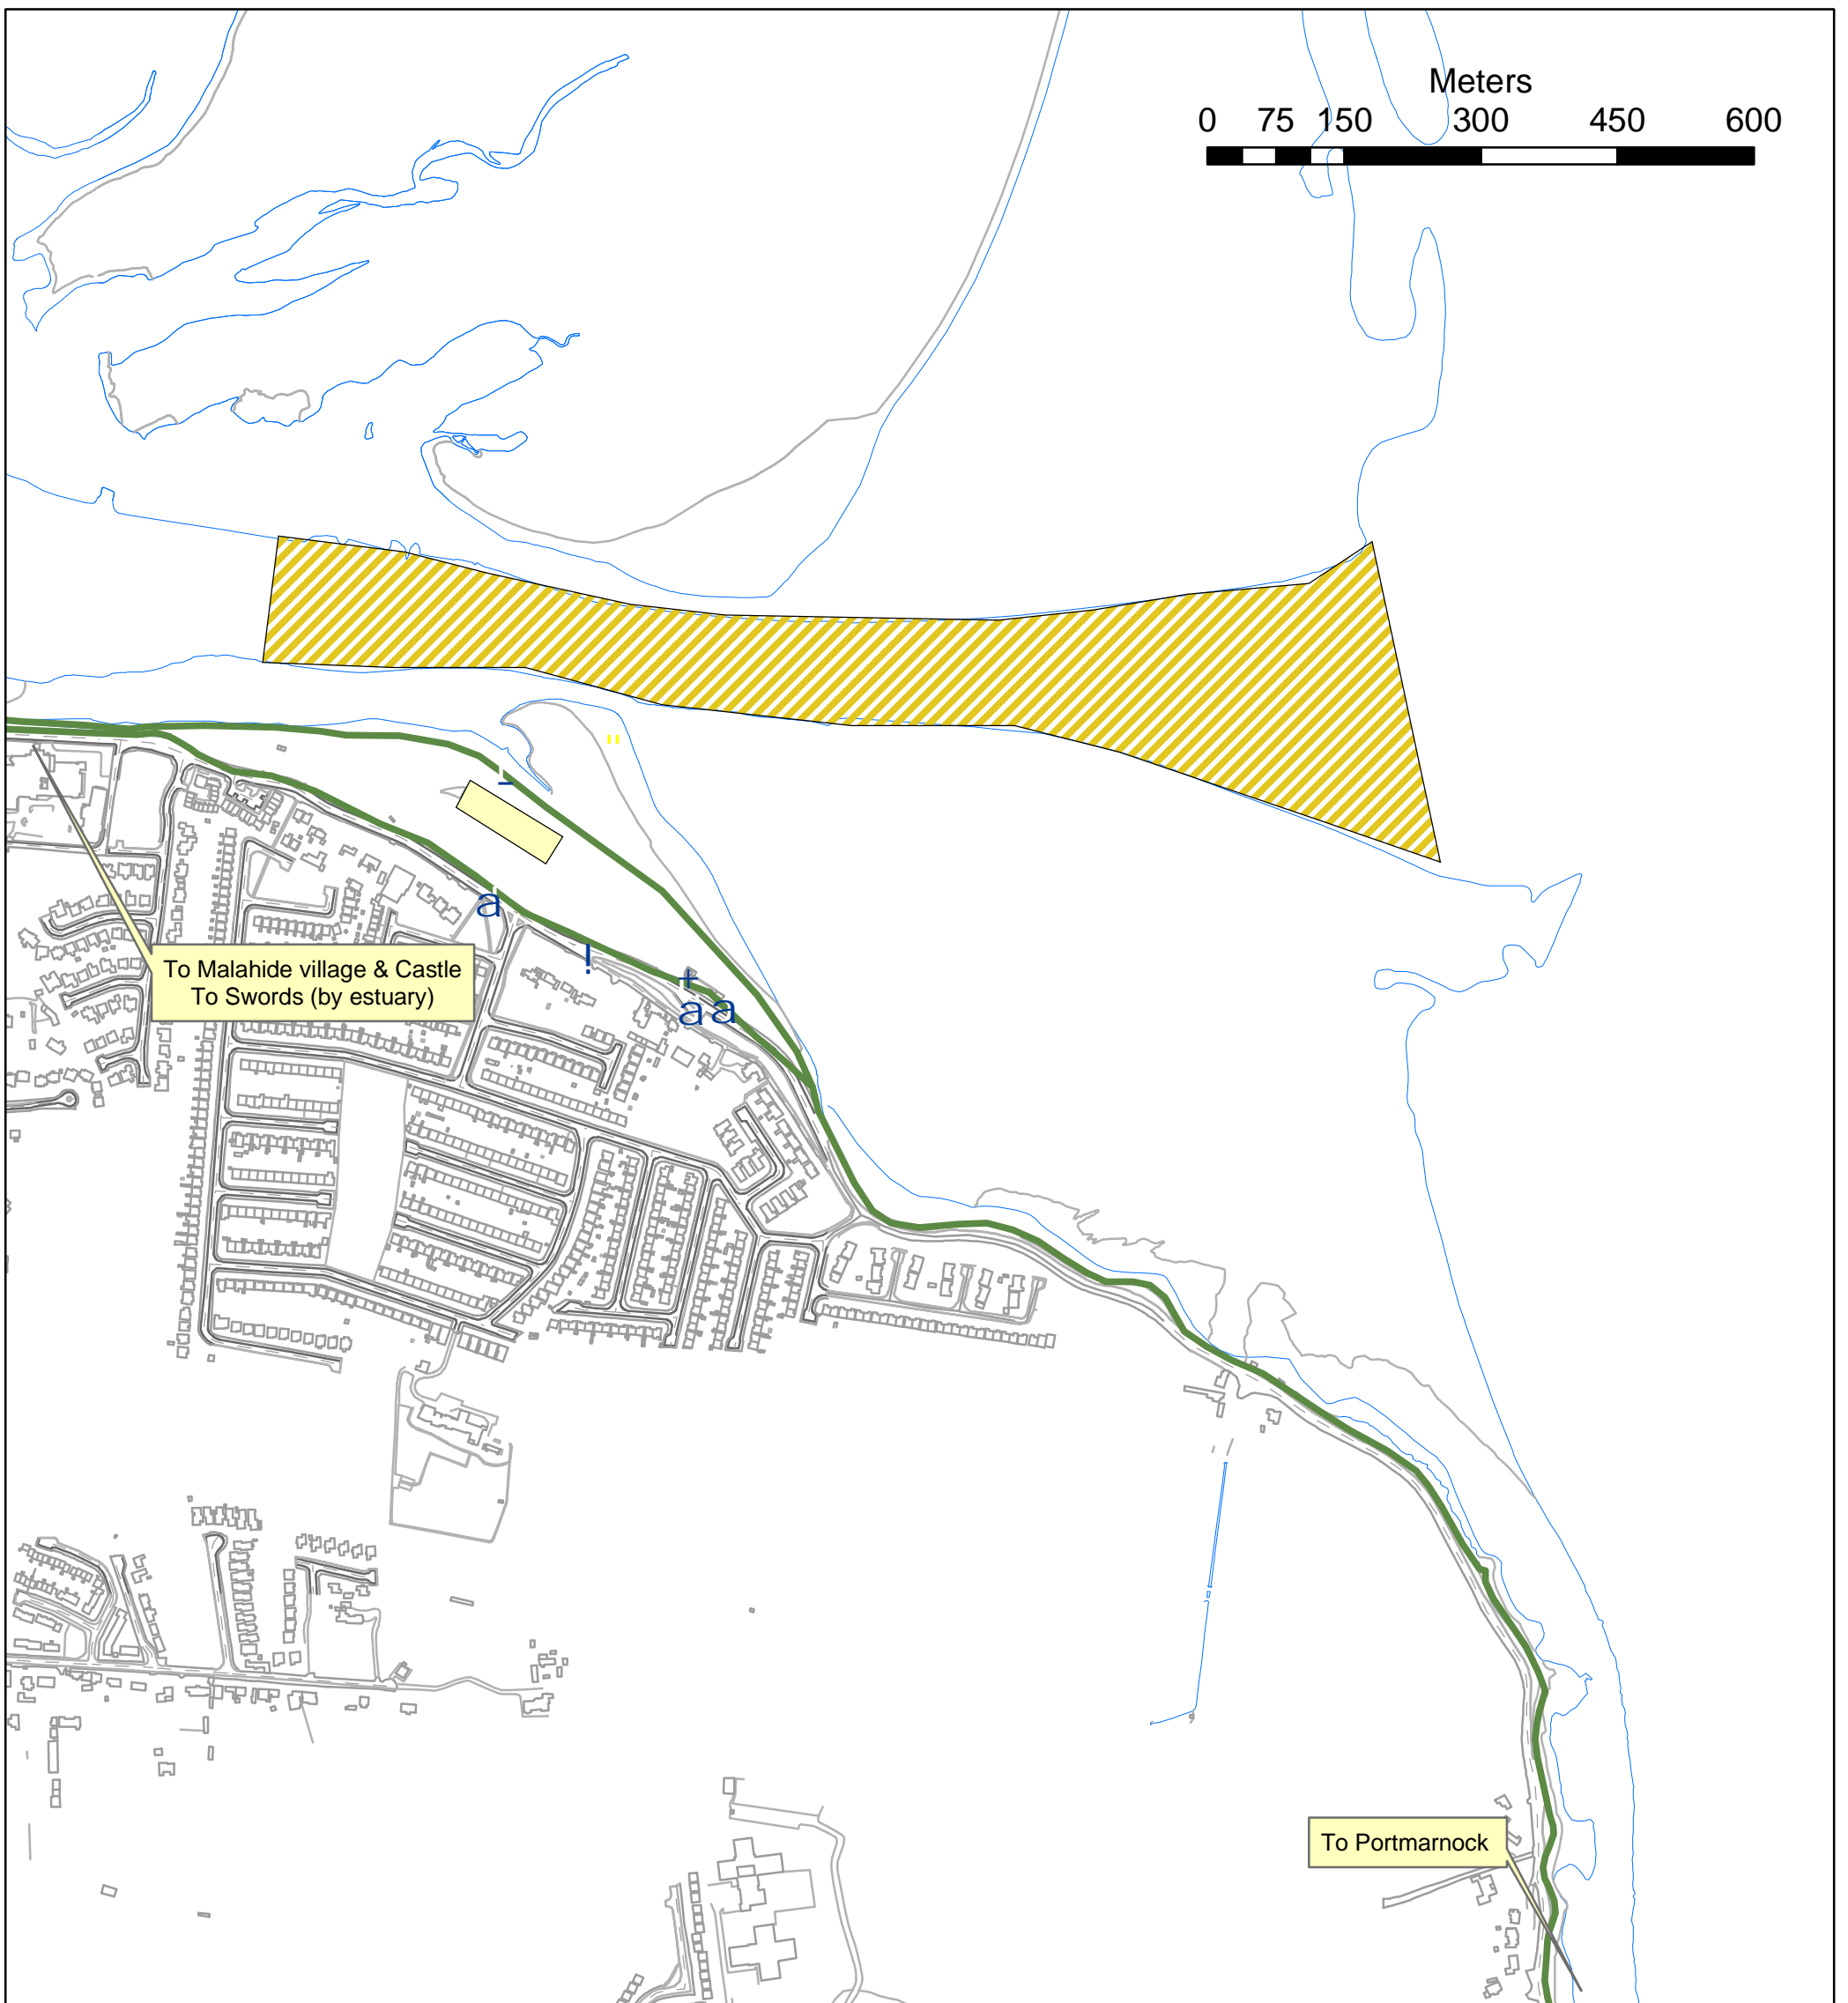 Meters
0 75 150 300 450 600
"
-
a
!
+
a a
To Malahide village & Castle
To Swords (by estuary)
To Portmarnock